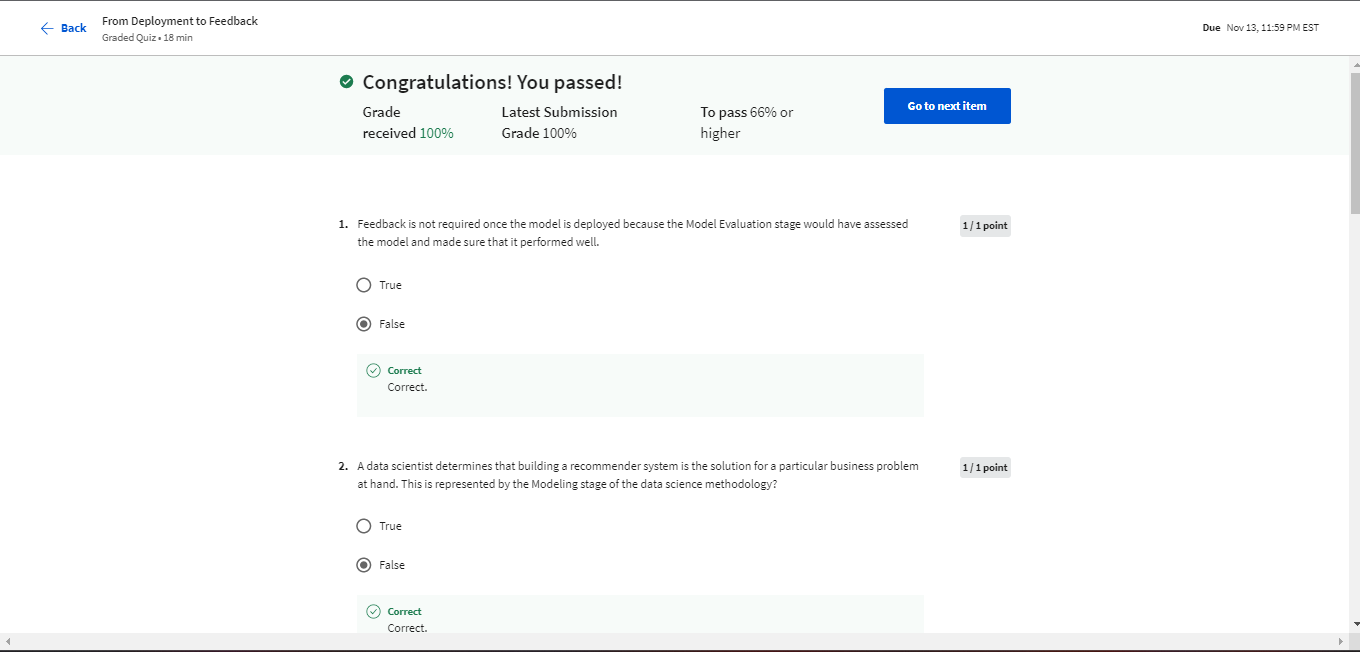 Back
From Deployment to Feedback
Graded Quiz • 18 min
Due Nov 13, 11:59 PM EST
Congratulations! You passed!
Grade
received 100%
Latest Submission
Grade 100%
To pass 66% or
higher
Go to next item
1. Feedback is not required once the model is deployed because the Model Evaluation stage would have assessed
the model and made sure that it performed well.
1 / 1 point
True
False
Correct
Correct.
2. A data scientist determines that building a recommender system is the solution for a particular business problem
at hand. This is represented by the Modeling stage of the data science methodology?
1 / 1 point
True
False
Correct
Correct.